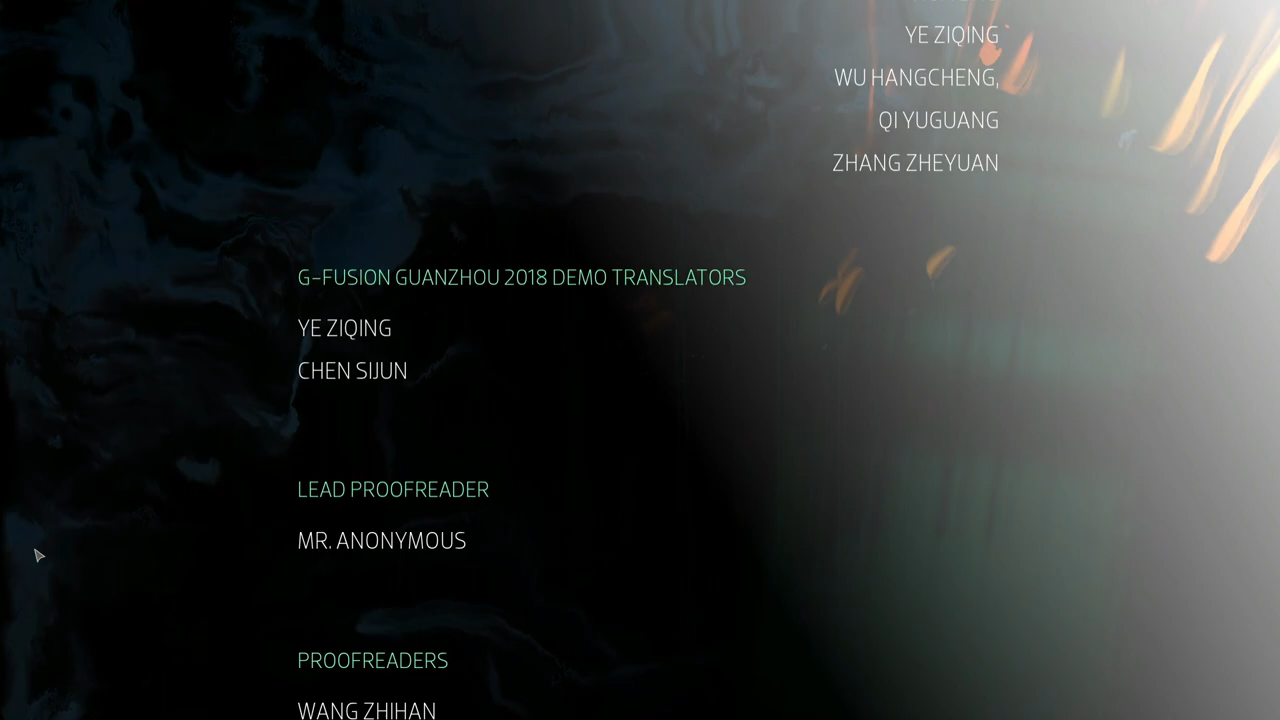 YE ZIQING
WU HANGCHENG,
QI YUGUANG
ZHANG ZHEYUAN
G-FUSION GUANZHOU 2018 DEMO TRANSLATORS
YE ZIQING
CHEN SIJUN
LEAD PROOFREADER
MR. ANONYMOUS
PROOFREADERS
WANG ZHIHAN